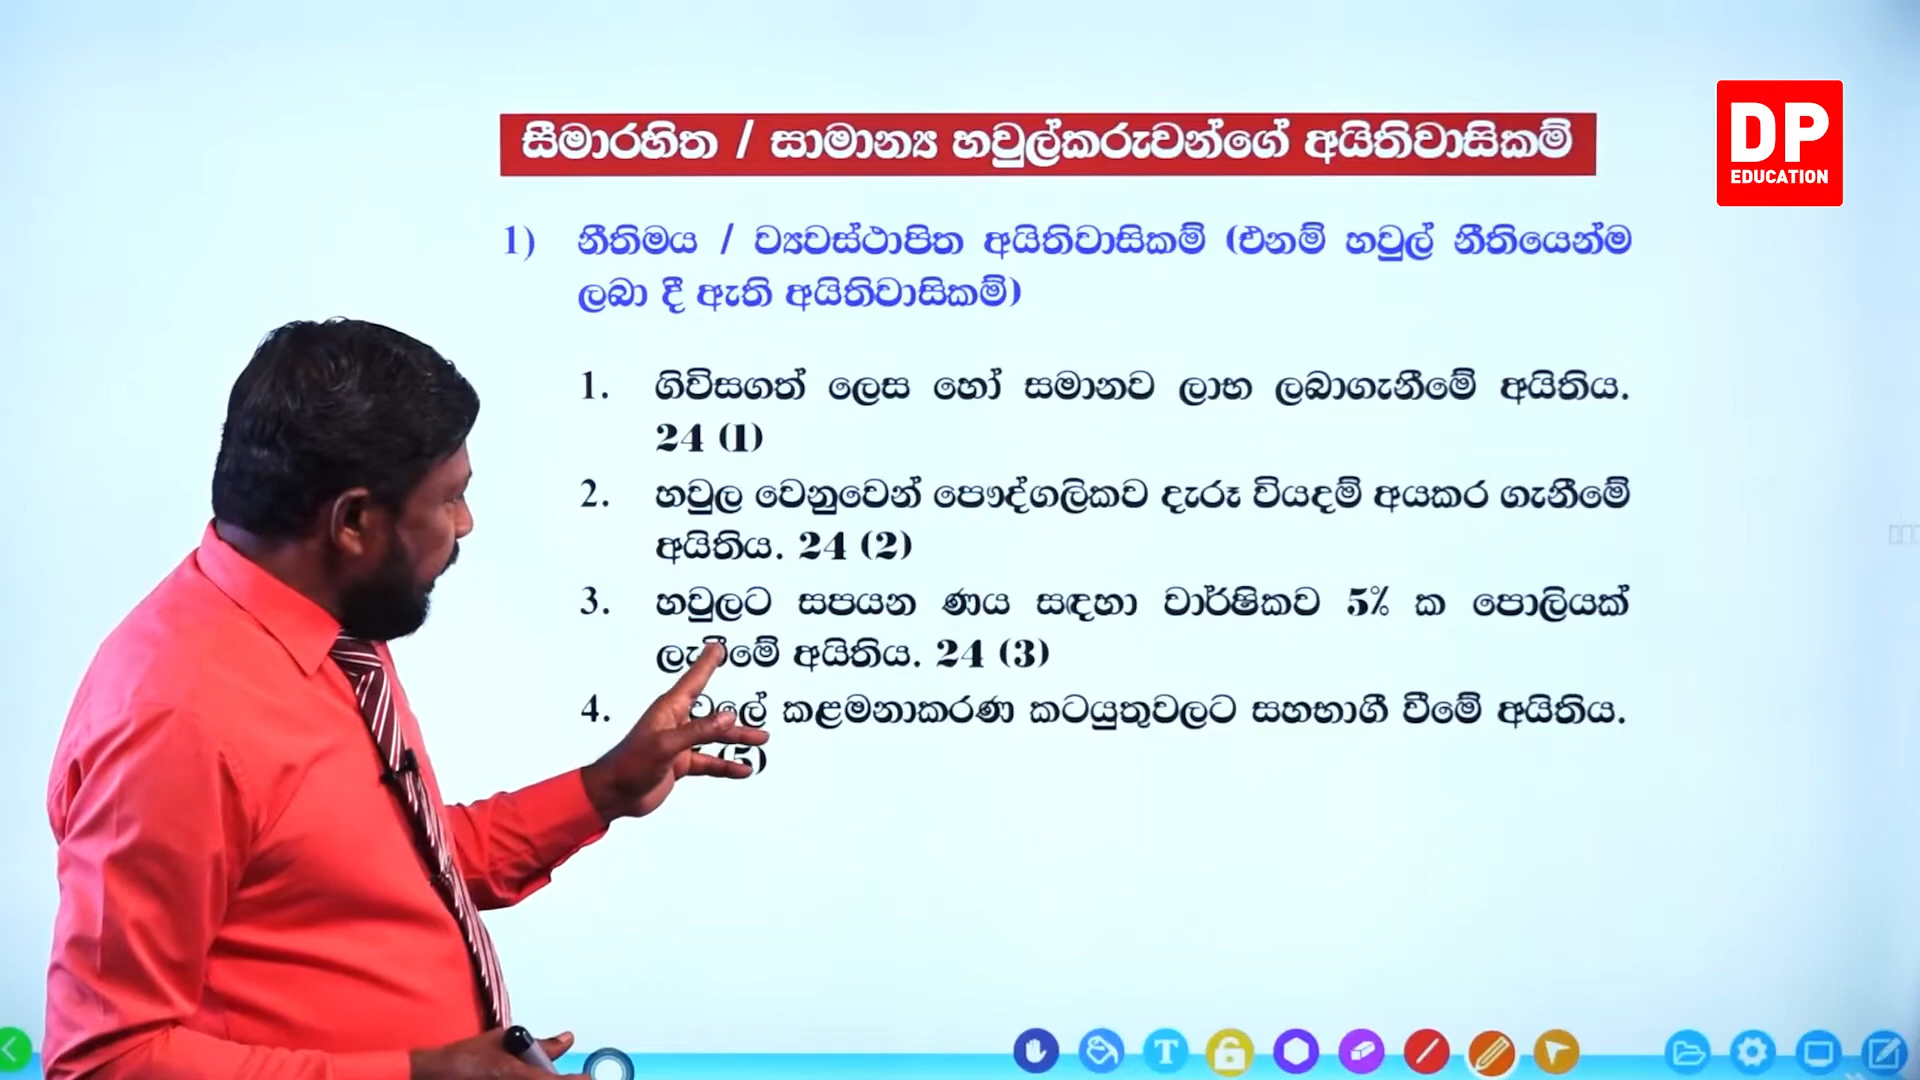 සීමාරහිත / සාමාන්‍ය හවුල්කරුවන්ගේ අයිතිවාසිකම්
DP
EDUCATION
1) නීතිමය / ව්‍යවස්ථාපිත අයිතිවාසිකම් (එනම් හවුල් නීතියෙන්ම
ලබා දී ඇති අයිතිවාසිකම්)
1. ගිවිසගත් ලෙස හෝ සමානව ලාභ ලබාගැනීමේ අයිතිය.
24 (1)
2. හවුල වෙනුවෙන් පෞද්ගලිකව දැරූ වියදම් අයකර ගැනීමේ
අයිතිය. 24 (2)
3. හවුලට සපයන ණය සඳහා වාර්ෂිකව 5% ක පොලියක්
අයිතිය. 24 (3)
4. කළමනාකරණ කටයුතුවලට සහභාගී වීමේ අයිතිය.
(5)
T